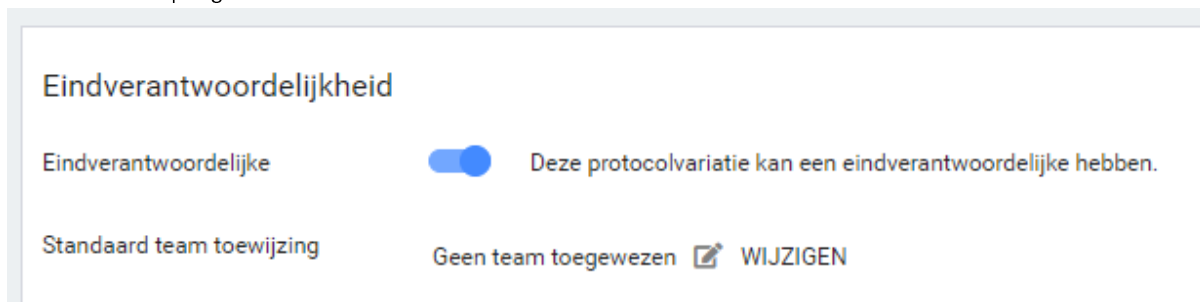 Eindverantwoordelijkheid
Eindverantwoordelijke Deze protocolvariatie kan een eindverantwoordelijke hebben.
Standaard team toewijzing Geen team toegewezen WIJZIGEN